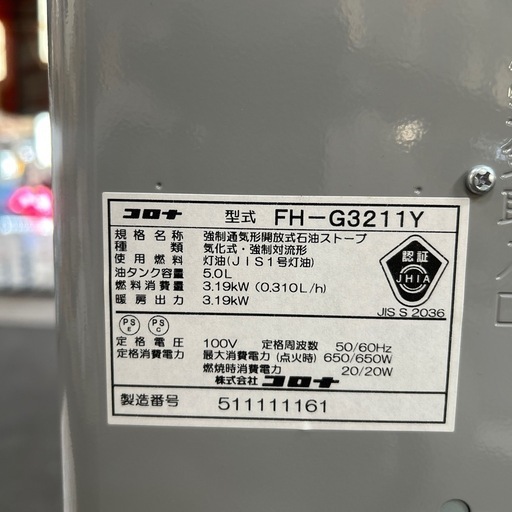 コロナ 型式 FH-G3211Y
規格名称 強制通気形開放式石油ストーブ
種類 気化式・強制対流形
使用燃料 灯油(JIS1号灯油)
油タンク容量 5.0L
燃料消費量 3.19kW (0.310L/h)
暖房出力 3.19kW
認証
JHIA
JIS S 2036
PS E PS C
定格電圧 100V 定格周波数 50/60Hz
定格消費電力 最大消費電力 (点火時) 650/650W
燃焼時消費電力 20/20W
株式会社 コロナ
製造番号 511111161